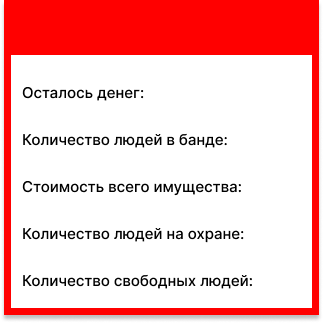 Осталось денег:
Количество людей в банде:
Стоимость всего имущества:
Количество людей на охране:
Количество свободных людей: